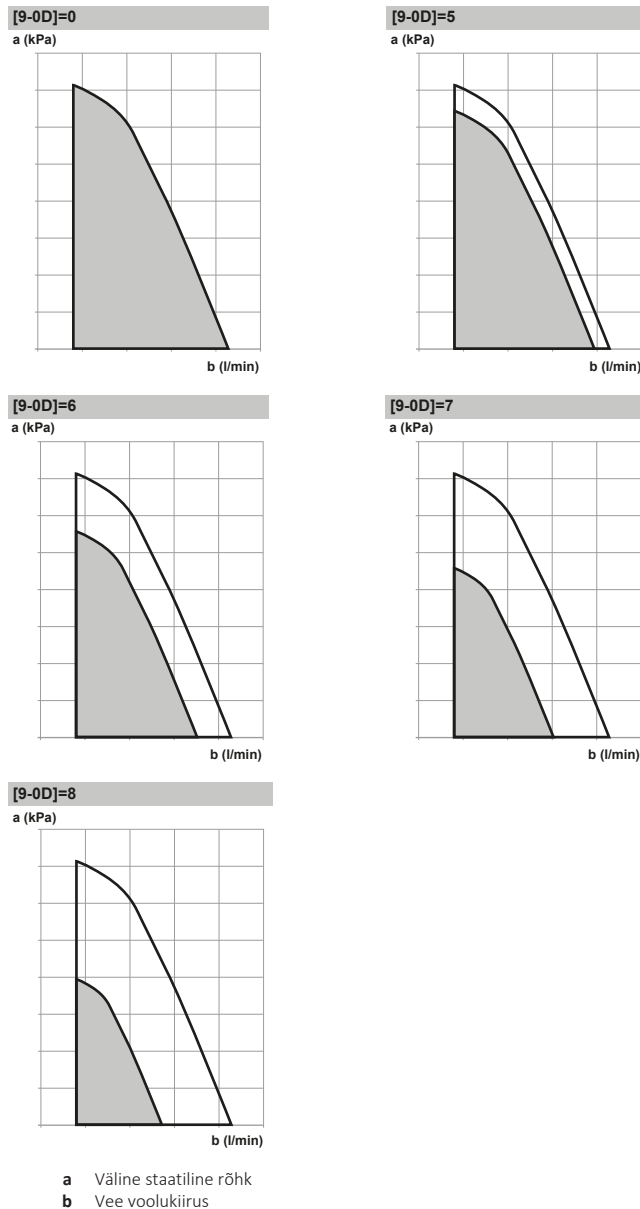 [9-0D]=0
a (kPa)
b (l/min)
[9-0D]=5
a (kPa)
b (l/min)
[9-0D]=6
a (kPa)
b (l/min)
[9-0D]=7
a (kPa)
b (l/min)
[9-0D]=8
a (kPa)
b (l/min)
a Väline staatiline rõhk
b Vee voolukiirus